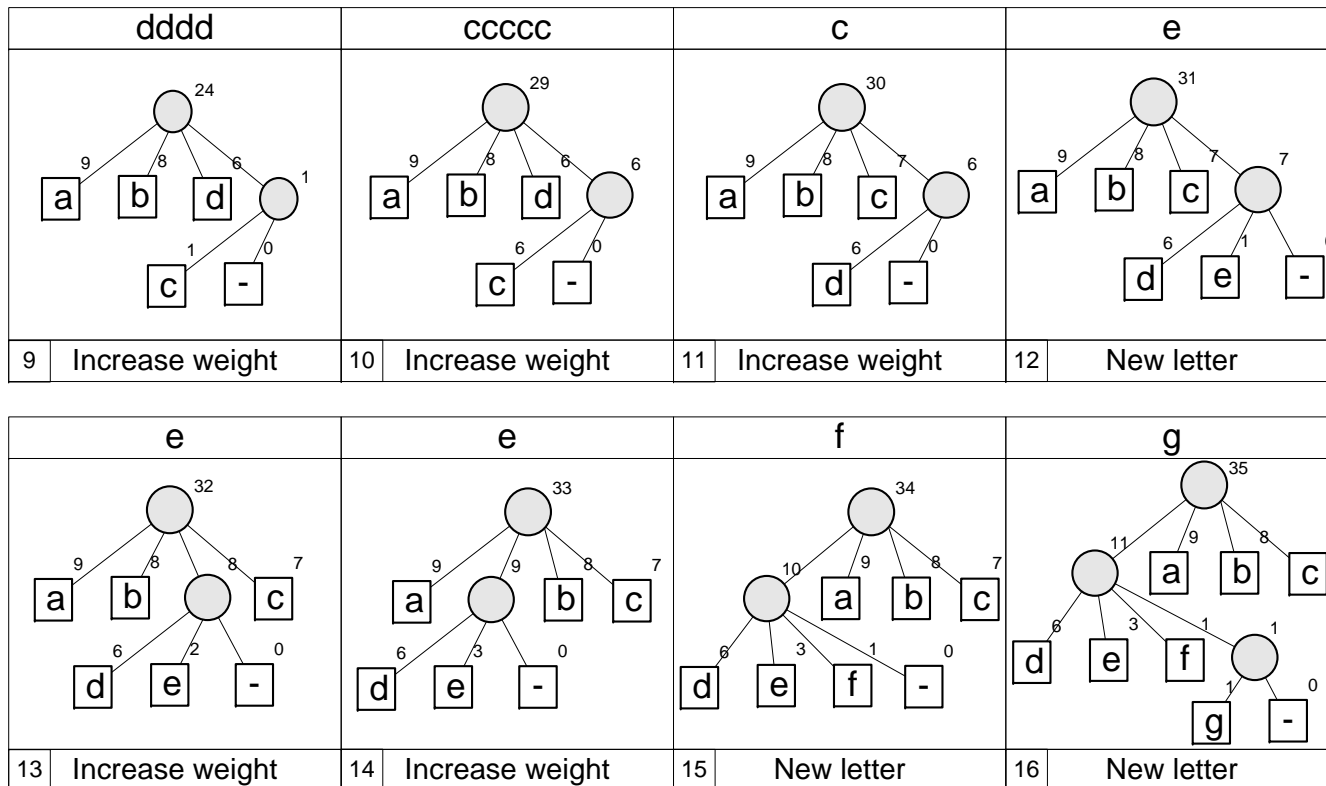 dddd ccccc c e
24 29 30 31
9 8 6 1 9 8 6 6 9 8 7 6 9 8 7 7
a b d a b d a b c a b c
1 0 6 0 6 0 6 1
c - c - d - d e -
9 Increase weight 10 Increase weight 11 Increase weight 12 New letter
e e f g
32 33 34 35
9 8 8 7 9 9 8 7 10 9 8 7 11 9 8
a b c a b c a b c a b c
6 2 0 6 3 0 6 3 1 0 6 3 1 1
d e - d e - d e f - d e f
1 0
g -
13 Increase weight 14 Increase weight 15 New letter 16 New letter